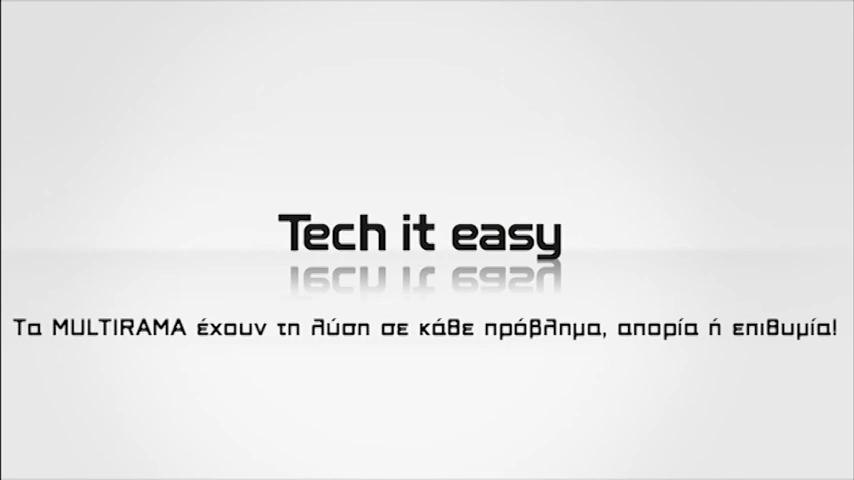 Tech it easy
Τα MULTIRAMA έχουν τη λύση σε κάθε πρόβλημα, απορία ή επιθυμία!